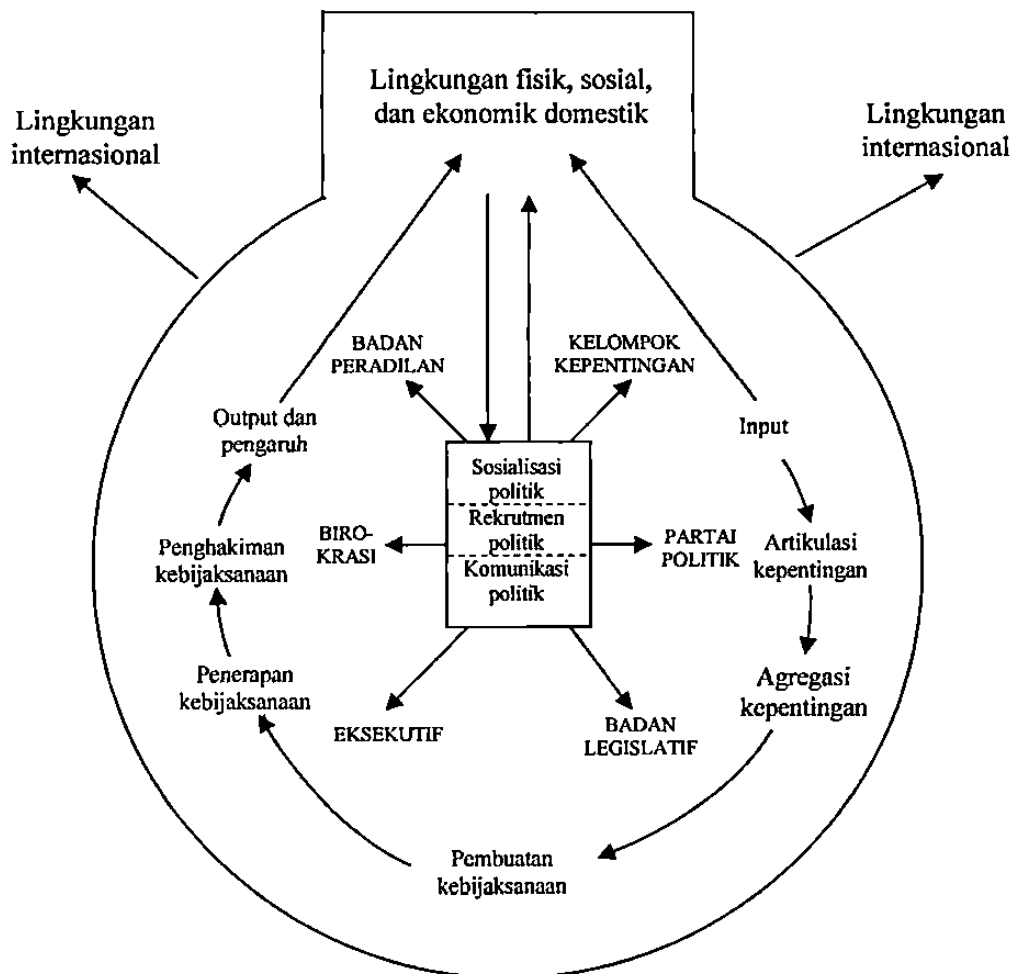 Lingkungan fisik, sosial,
dan ekonomik domestik
Lingkungan
internasional
Lingkungan
internasional
BADAN
PERADILAN
KELOMPOK
KEPENTINGAN
Output dan
pengaruh
Input
Sosialisasi
politik
Rekrutmen
politik
Komunikasi
politik
BIRO-
KRASI
PARTAI
POLITIK
Penghakiman
kebijaksanaan
Artikulasi
kepentingan
Penerapan
kebijaksanaan
Agregasi
kepentingan
EKSEKUTIF
BADAN
LEGISLATIF
Pembuatan
kebijaksanaan